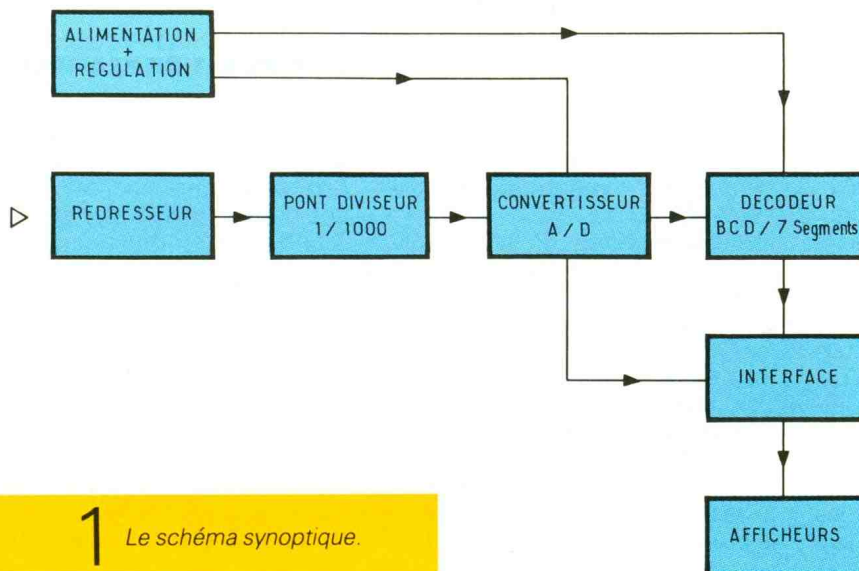 ALIMENTATION
+
REGULATION
REDRESSEUR
PONT DIVISEUR
1 / 1000
CONVERTISSEUR
A / D
DECODEUR
BCD / 7 Segments
INTERFACE
AFFICHEURS
1 Le schéma synoptique.